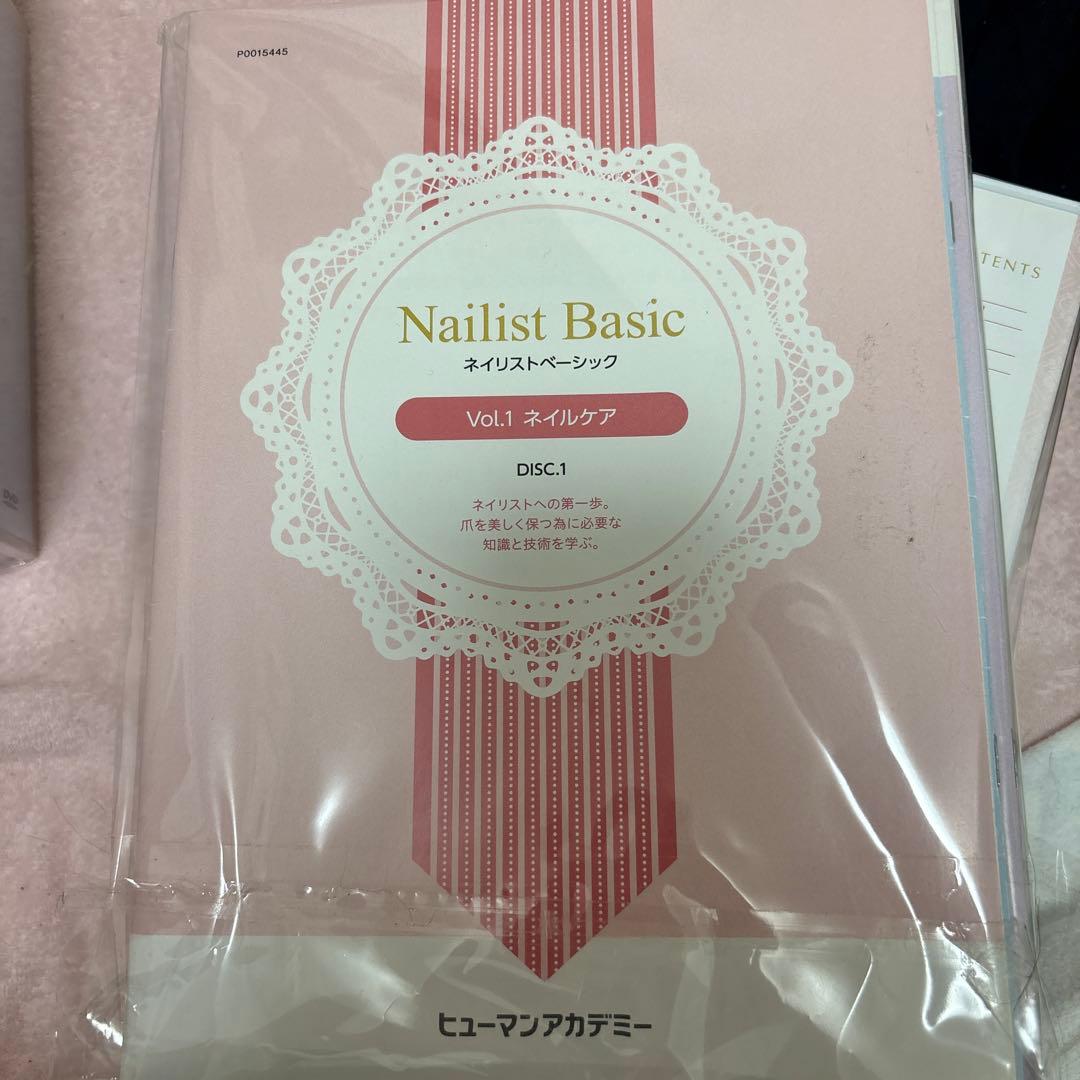 P0015445
Nailist Basic
ネイリストベーシック
Vol.1 ネイルケア
DISC.1
ネイリストへの第一歩。
爪を美しく保つ為に必要な
知識と技術を学ぶ。
ヒューマンアカデミー
TENTS
DVD